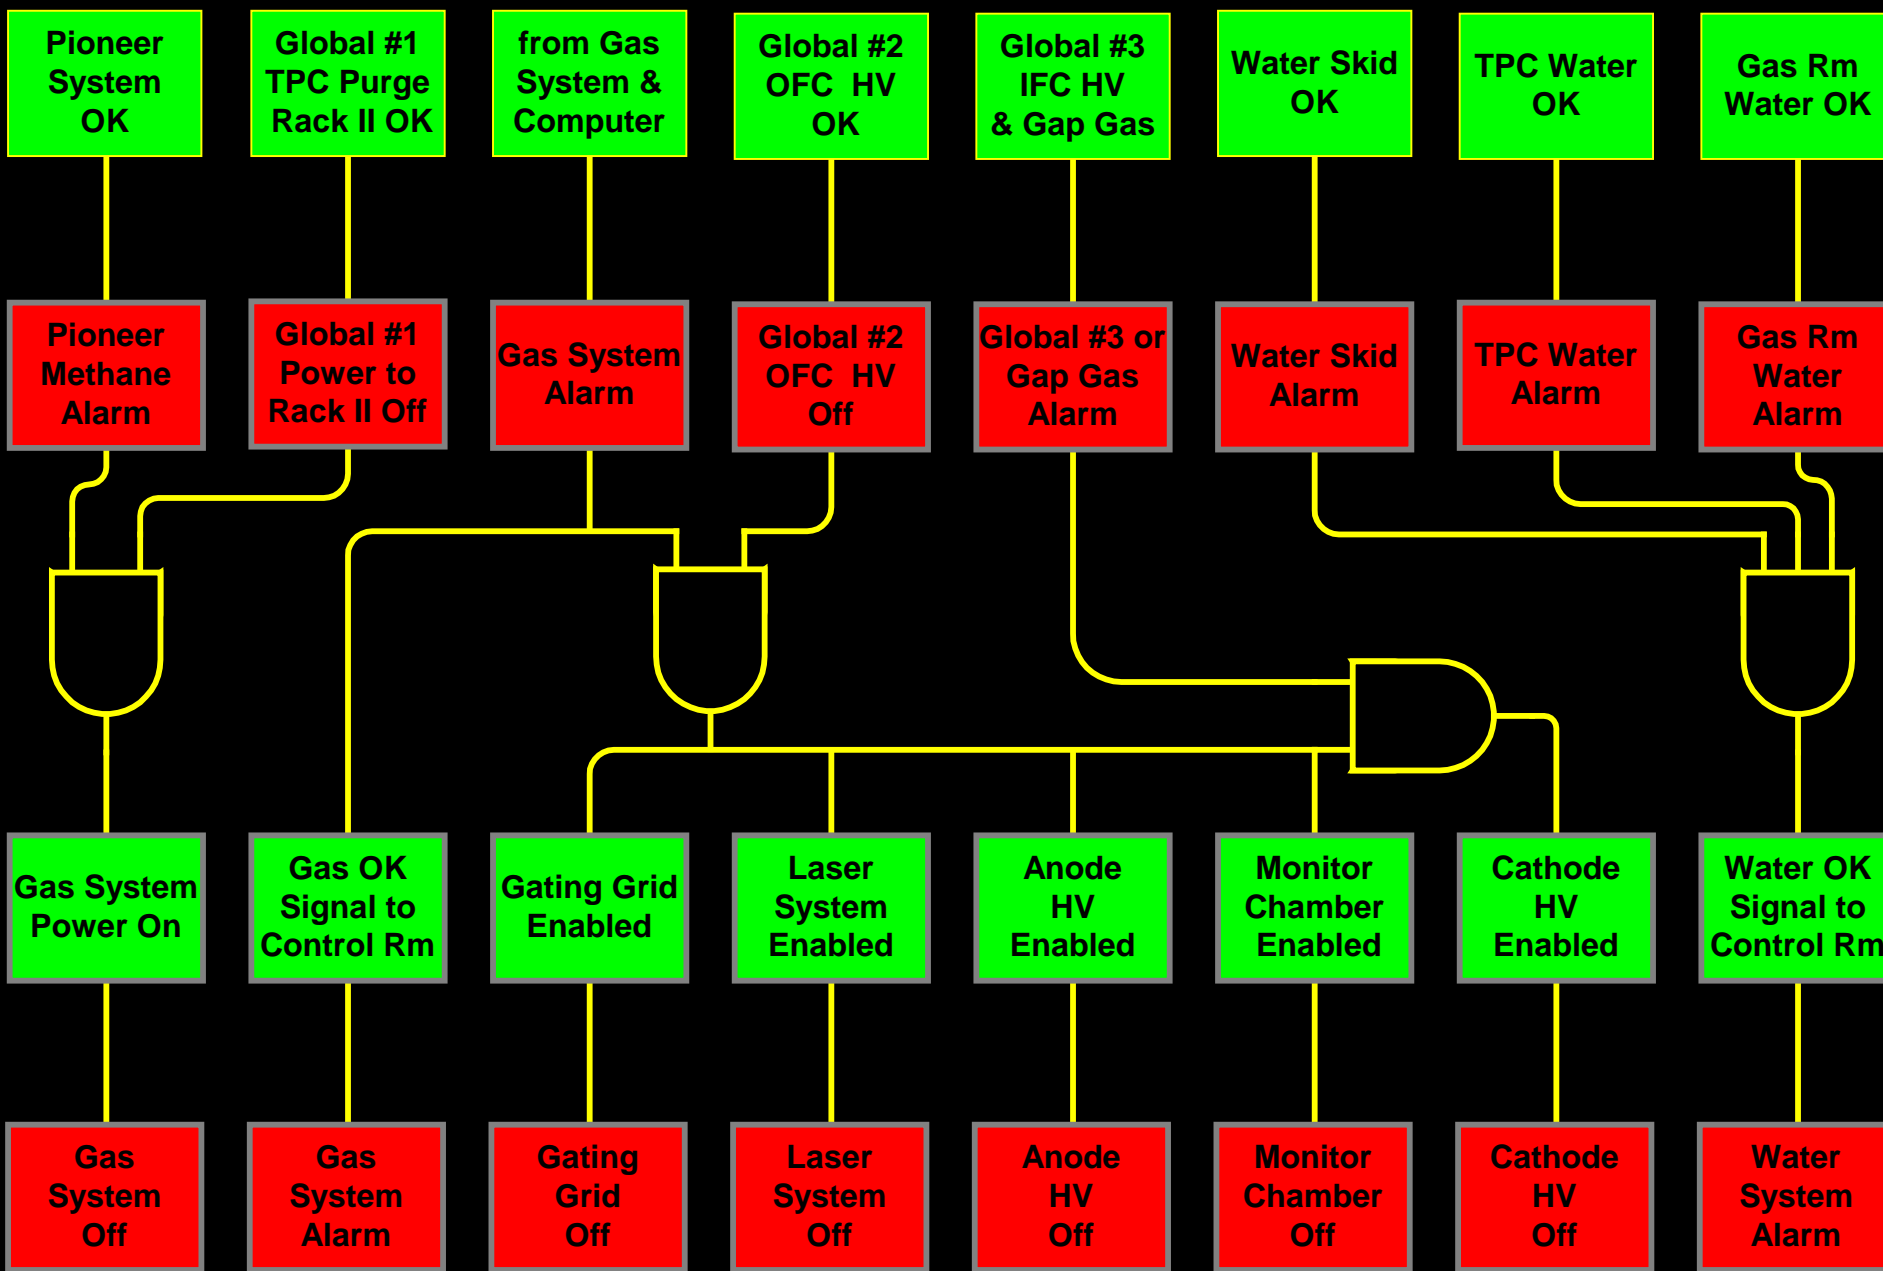 Pioneer
System
OK
Global #1
TPC Purge
Rack II OK
from Gas
System &
Computer
Global #2
OFC HV
OK
Global #3
IFC HV
& Gap Gas
Water Skid
OK
TPC Water
OK
Gas Rm
Water OK
Pioneer
Methane
Alarm
Global #1
Power to
Rack II Off
Gas System
Alarm
Global #2
OFC HV
Off
Global #3 or
Gap Gas
Alarm
Water Skid
Alarm
TPC Water
Alarm
Gas Rm
Water
Alarm
Gas System
Power On
Gas OK
Signal to
Control Rm
Gating Grid
Enabled
Laser
System
Enabled
Anode
HV
Enabled
Monitor
Chamber
Enabled
Cathode
HV
Enabled
Water OK
Signal to
Control Rm
Gas
System
Off
Gas
System
Alarm
Gating
Grid
Off
Laser
System
Off
Anode
HV
Off
Monitor
Chamber
Off
Cathode
HV
Off
Water
System
Alarm